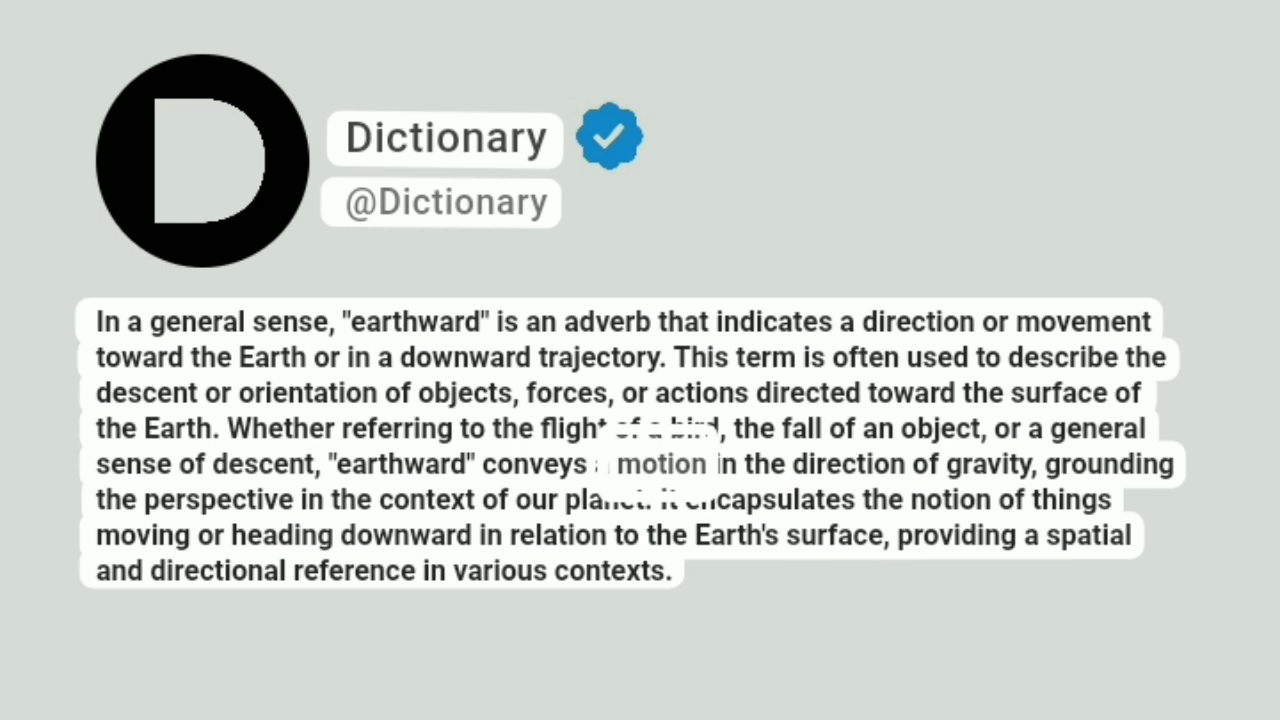 D
Dictionary
@Dictionary
In a general sense, "earthward" is an adverb that indicates a direction or movement
toward the Earth or in a downward trajectory. This term is often used to describe the
descent or orientation of objects, forces, or actions directed toward the surface of
the Earth. Whether referring to the flight of a bird, the fall of an object, or a general
sense of descent, "earthward" conveys motion in the direction of gravity, grounding
the perspective in the context of our planet. It encapsulates the notion of things
moving or heading downward in relation to the Earth's surface, providing a spatial
and directional reference in various contexts.